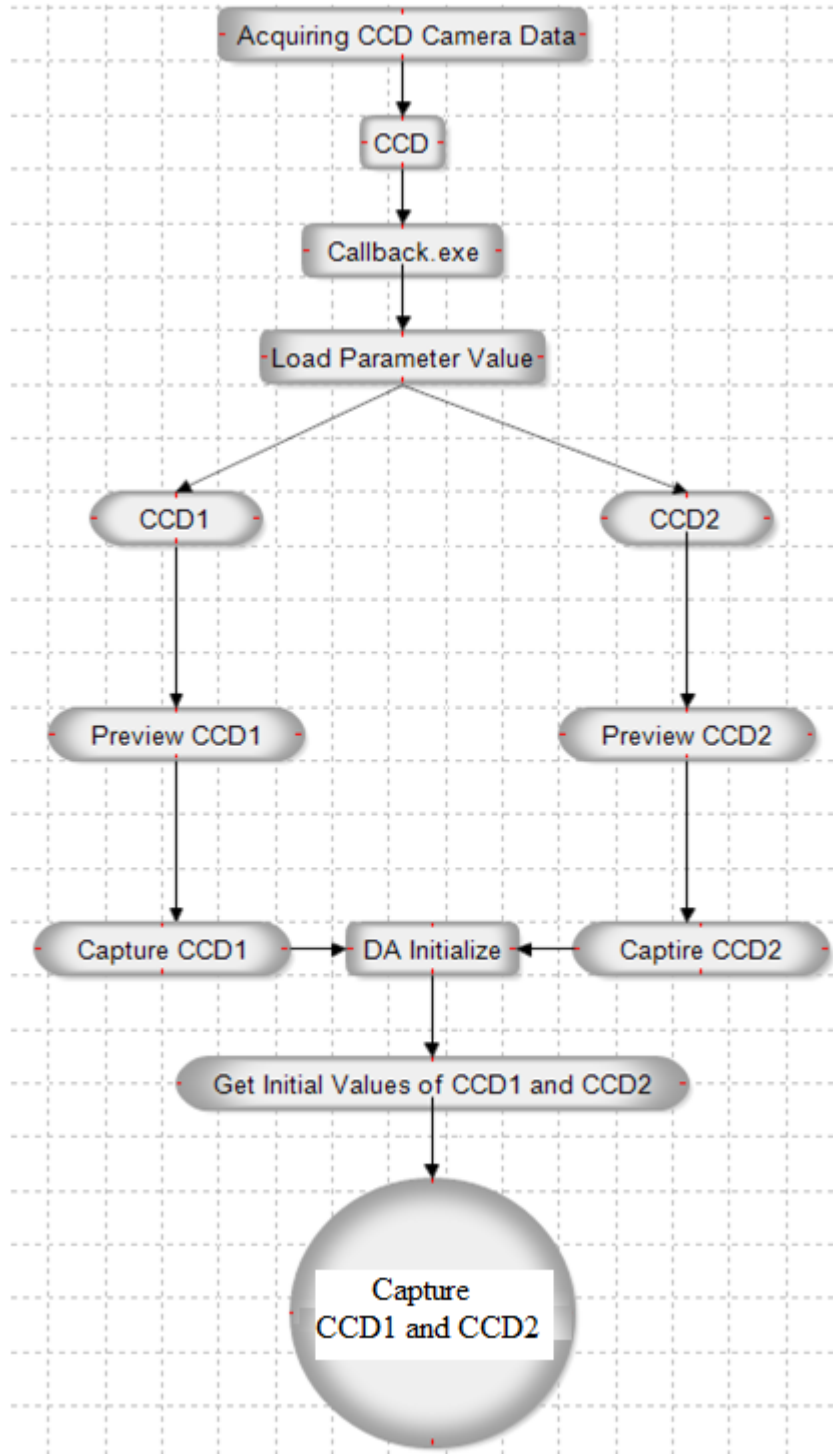 Acquiring CCD Camera Data
CCD
Callback.exe
Load Parameter Value
CCD1
CCD2
Preview CCD1
Preview CCD2
Capture CCD1
DA Initialize
Captire CCD2
Get Initial Values of CCD1 and CCD2
Capture
CCD1 and CCD2